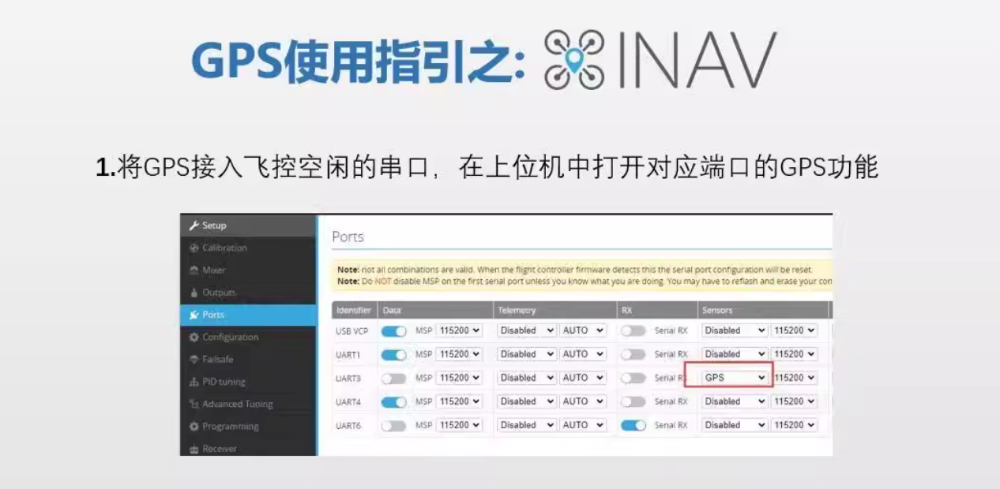 GPS使用指引之: INAV
1.将GPS接入飞控空闲的串口，在上位机中打开对应端口的GPS功能
Setup
Calibration
Mixer
Outputs
Ports
Configuration
Failsafe
PID tuning
Advanced Tuning
Programming
Receiver
Ports
Note: not all combinations are valid. When the flight controller firmware detects this the serial port configuration will be reset.
Note: Do NOT disable MSP on the first serial port unless you know what you are doing. You may have to reflash and erase your con
Identifier Data Telemetry RX Sensors
USB VCP MSP 115200 Disabled AUTO Serial RX Disabled 115200
UART1 MSP 115200 Disabled AUTO Serial RX Disabled 115200
UART3 MSP 115200 Disabled AUTO Serial R GPS 115200
UART4 MSP 115200 Disabled AUTO Serial RX Disabled 115200
UART6 MSP 115200 Disabled AUTO Serial RX Disabled 115200